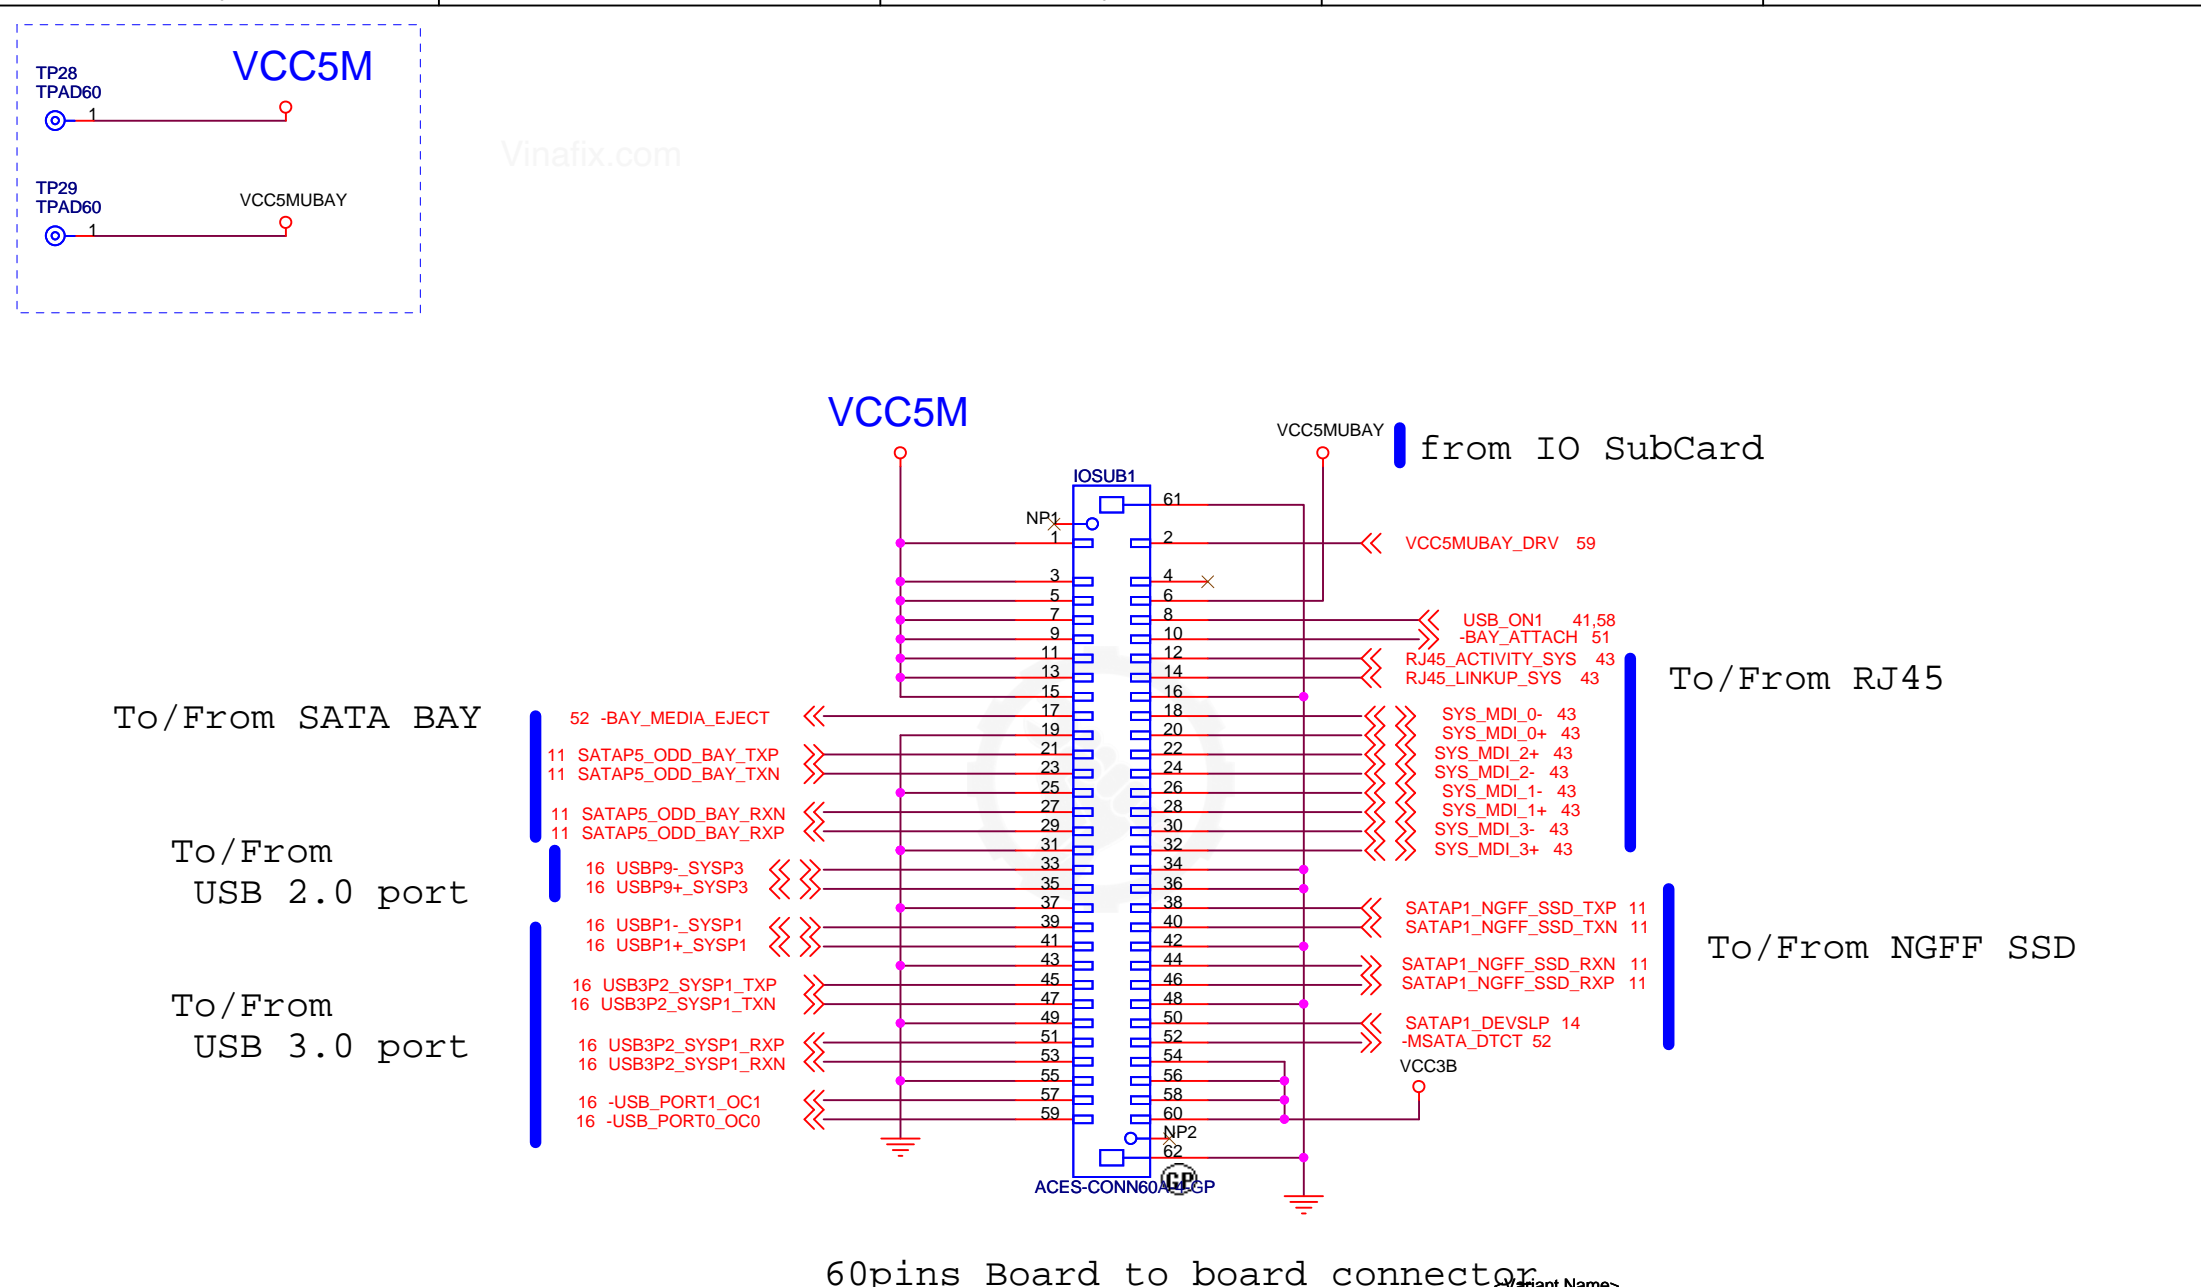 VCC5M
TP28
TPAD60
1
TP29
TPAD60
VCC5MUBAY
1
Vinafix.com
VCC5M
VCC5MUBAY
from IO SubCard
IOSUB1
61
NP1
1 2 VCC5MUBAY_DRV 59
3 4
5 6
7 8 USB_ON1 41,58
9 10 -BAY_ATTACH 51
11 12 RJ45_ACTIVITY_SYS 43
13 14 RJ45_LINKUP_SYS 43
To/From RJ45
15 16
To/From SATA BAY
52 -BAY_MEDIA_EJECT 17 18 SYS_MDI_0- 43
19 20 SYS_MDI_0+ 43
11 SATAP5_ODD_BAY_TXP 21 22 SYS_MDI_2+ 43
11 SATAP5_ODD_BAY_TXN 23 24 SYS_MDI_2- 43
25 26 SYS_MDI_1- 43
11 SATAP5_ODD_BAY_RXN 27 28 SYS_MDI_1+ 43
11 SATAP5_ODD_BAY_RXP 29 30 SYS_MDI_3- 43
31 32 SYS_MDI_3+ 43
To/From
USB 2.0 port
16 USBP9-_SYSP3 33 34
16 USBP9+_SYSP3 35 36
37 38 SATAP1_NGFF_SSD_TXP 11
16 USBP1-_SYSP1 39 40 SATAP1_NGFF_SSD_TXN 11
16 USBP1+_SYSP1 41 42
To/From NGFF SSD
43 44 SATAP1_NGFF_SSD_RXN 11
16 USB3P2_SYSP1_TXP 45 46 SATAP1_NGFF_SSD_RXP 11
16 USB3P2_SYSP1_TXN 47 48
To/From
USB 3.0 port
49 50 SATAP1_DEVSLP 14
16 USB3P2_SYSP1_RXP 51 52 -MSATA_DTCT 52
16 USB3P2_SYSP1_RXN 53 54
VCC3B
55 56
16 -USB_PORT1_OC1 57 58
16 -USB_PORT0_OC0 59 60
NP2
62
GP
ACES-CONN60A-4-GP
60pins Board to board connector
<Variant Name>